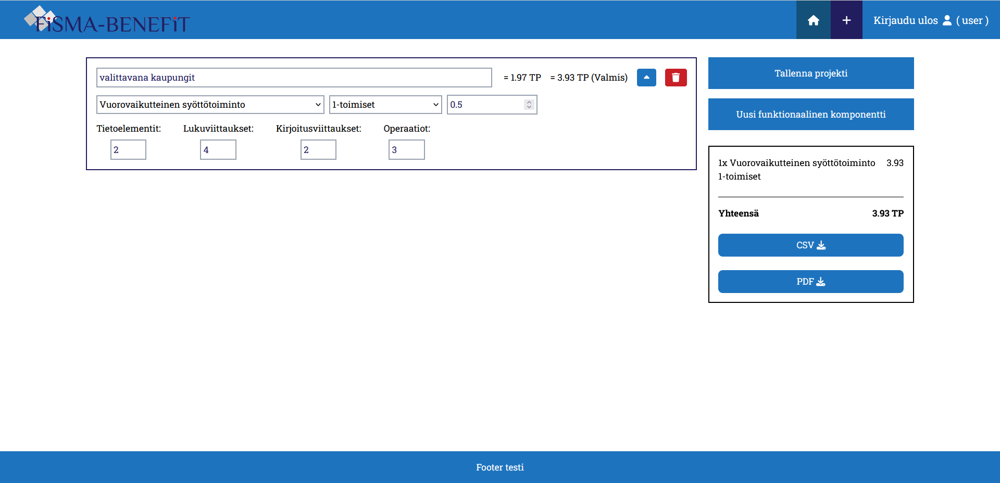 FiSMA-BENEFiT
Kirjaudu ulos ( user )
valittavana kaupungit = 1.97 TP = 3.93 TP (Valmis)
Vuorovaikutteinen syöttötoiminto 1-toimiset 0.5
Tietoelementit: Lukuviittaukset: Kirjoitusviittaukset: Operaatiot:
2 4 2 3
Tallenna projekti
Uusi funktionaalinen komponentti
1x Vuorovaikutteinen syöttötoiminto 3.93
1-toimiset
Yhteensä 3.93 TP
CSV
PDF
Footer testi